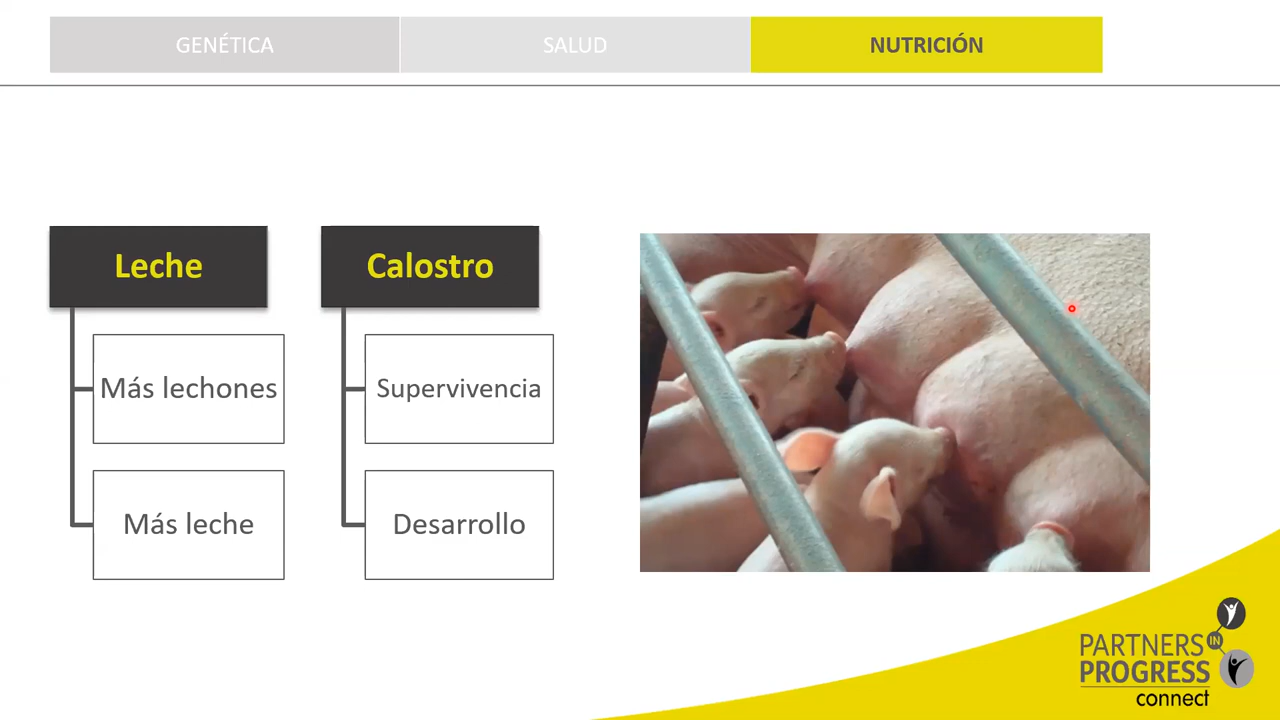 GENÉTICA
SALUD
NUTRICIÓN
Leche
Más lechones
Más leche
Calostro
Supervivencia
Desarrollo
PARTNERS IN
PROGRESS
connect